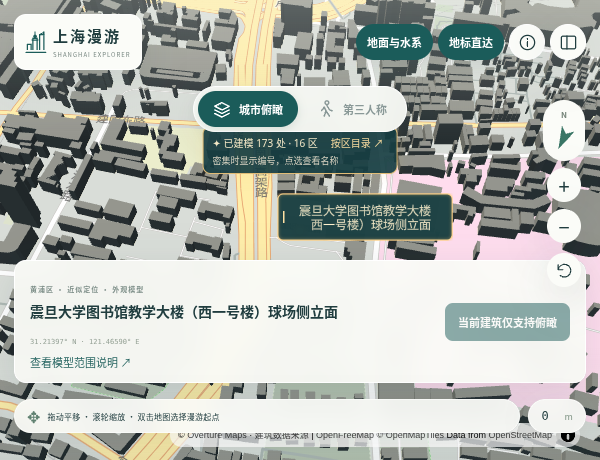 上海漫游
SHANGHAI EXPLORER
地面与水系
地标直达
城市俯瞰
第三人称
✦ 已建模 173 处 · 16 区 按区目录 ↗
密集时显示编号，点选查看名称
N
架路
震旦大学图书馆教学大楼
西一号楼）球场侧立面
黄浦区 · 近似定位 · 外观模型
震旦大学图书馆教学大楼（西一号楼）球场侧立面
31.21397° N · 121.46590° E
查看模型范围说明 ↗
当前建筑仅支持俯瞰
拖动平移 · 滚轮缩放 · 双击地图选择漫游起点
0 m
© Overture Maps · 建筑数据来源 | OpenFreeMap © OpenMapTiles Data from OpenStreetMap